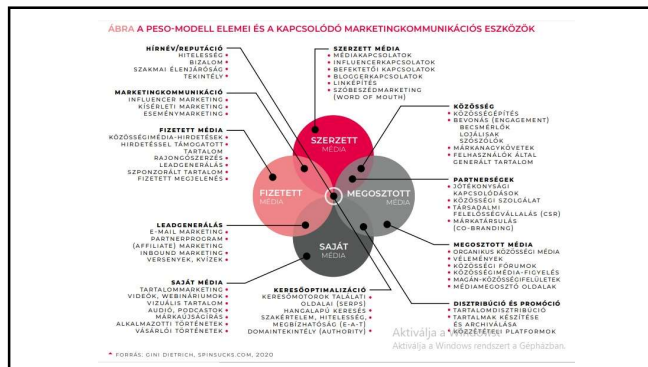 ÁBRA A PESO-MODELL ELEMEI ÉS A KAPCSOLÓDÓ MARKETINGKOMMUNIKÁCIÓS ESZKÖZÖK
HÍRNÉV/REPUTÁCIÓ
HITELESSÉG
BIZALOM
SZAKMAI ÉLENJÁRÓSÁG
TEKINTÉLY
MARKETINGKOMMUNIKÁCIÓ
INFLUENCER MARKETING
KÍSÉRLETI MARKETING
ESEMÉNYMARKETING
FIZETETT MÉDIA
KÖZÖSSÉGIMÉDIA-HIRDETÉSEK
HIRDETÉSSEL TÁMOGATOTT
TARTALOM
RAJONGÓSZERZÉS
LEADGENERÁLÁS
SZPONZORÁLT TARTALOM
FIZETETT MEGJELENÉS
LEADGENERÁLÁS
E-MAIL MARKETING
PARTNERPROGRAM
(AFFILIATE) MARKETING
INBOUND MARKETING
VERSENYEK, KVÍZEK
SAJÁT MÉDIA
TARTALOMMARKETING
VIDEÓK, WEBINÁRIUMOK
VIZUÁLIS TARTALOM
AUDIÓ, PODCASTOK
MÁRKAÚJSÁGÍRÁS
ALKALMAZOTTI TÖRTÉNETEK
VÁSÁRLÓI TÖRTÉNETEK
SZERZETT MÉDIA
MÉDIAKAPCSOLATOK
INFLUENCERKAPCSOLATOK
BEFEKTETŐI KAPCSOLATOK
BLOGGERKAPCSOLATOK
LINKÉPÍTÉS
SZÓBESZÉDMARKETING
(WORD OF MOUTH)
SZERZETT
MÉDIA
FIZETETT
MÉDIA
MEGOSZTOTT
MÉDIA
SAJÁT
MÉDIA
KÖZÖSSÉG
KÖZÖSSÉGÉPÍTÉS
BEVONÁS (ENGAGEMENT)
BECSMÉRLŐK
LOJÁLISAK
SZÓSZÓLÓK
MÁRKANAGYKÖVETEK
FELHASZNÁLÓK ÁLTAL
GENERÁLT TARTALOM
PARTNERSÉGEK
JÓTÉKONYSÁGI
KAPCSOLÓDÁSOK
KÖZÖSSÉGI SZOLGÁLAT
TÁRSADALMI
FELELŐSSÉGVÁLLALÁS (CSR)
MÁRKATÁRSULÁS
(CO-BRANDING)
MEGOSZTOTT MÉDIA
ORGANIKUS KÖZÖSSÉGI MÉDIA
VÉLEMÉNYEK
KÖZÖSSÉGI FÓRUMOK
KÖZÖSSÉGIMÉDIA-FIGYELÉS
MAGÁN-KÖZÖSSÉGIFELÜLETEK
MÉDIAMEGOSZTÓ OLDALAK
KERESŐOPTIMALIZÁCIÓ
KERESŐMOTOROK TALÁLATI
OLDALAI (SERPS)
HANGALAPÚ KERESÉS
SZAKÉRTELEM, HITELESSÉG,
MEGBÍZHATÓSÁG (E-A-T)
DOMAINTEKINTÉLY (AUTHORITY)
DISZTRIBÚCIÓ ÉS PROMÓCIÓ
TARTALOMDISZTRIBÚCIÓ
TARTALMAK KÉSZÍTÉSE
ÉS ARCHIVÁLÁSA
KÖZZÉTÉTELI PLATFORMOK
Aktiválja a Windowst
Aktiválja a Windows rendszert a Gépházban.
* FORRÁS: GINI DIETRICH, SPINSUCKS.COM, 2020